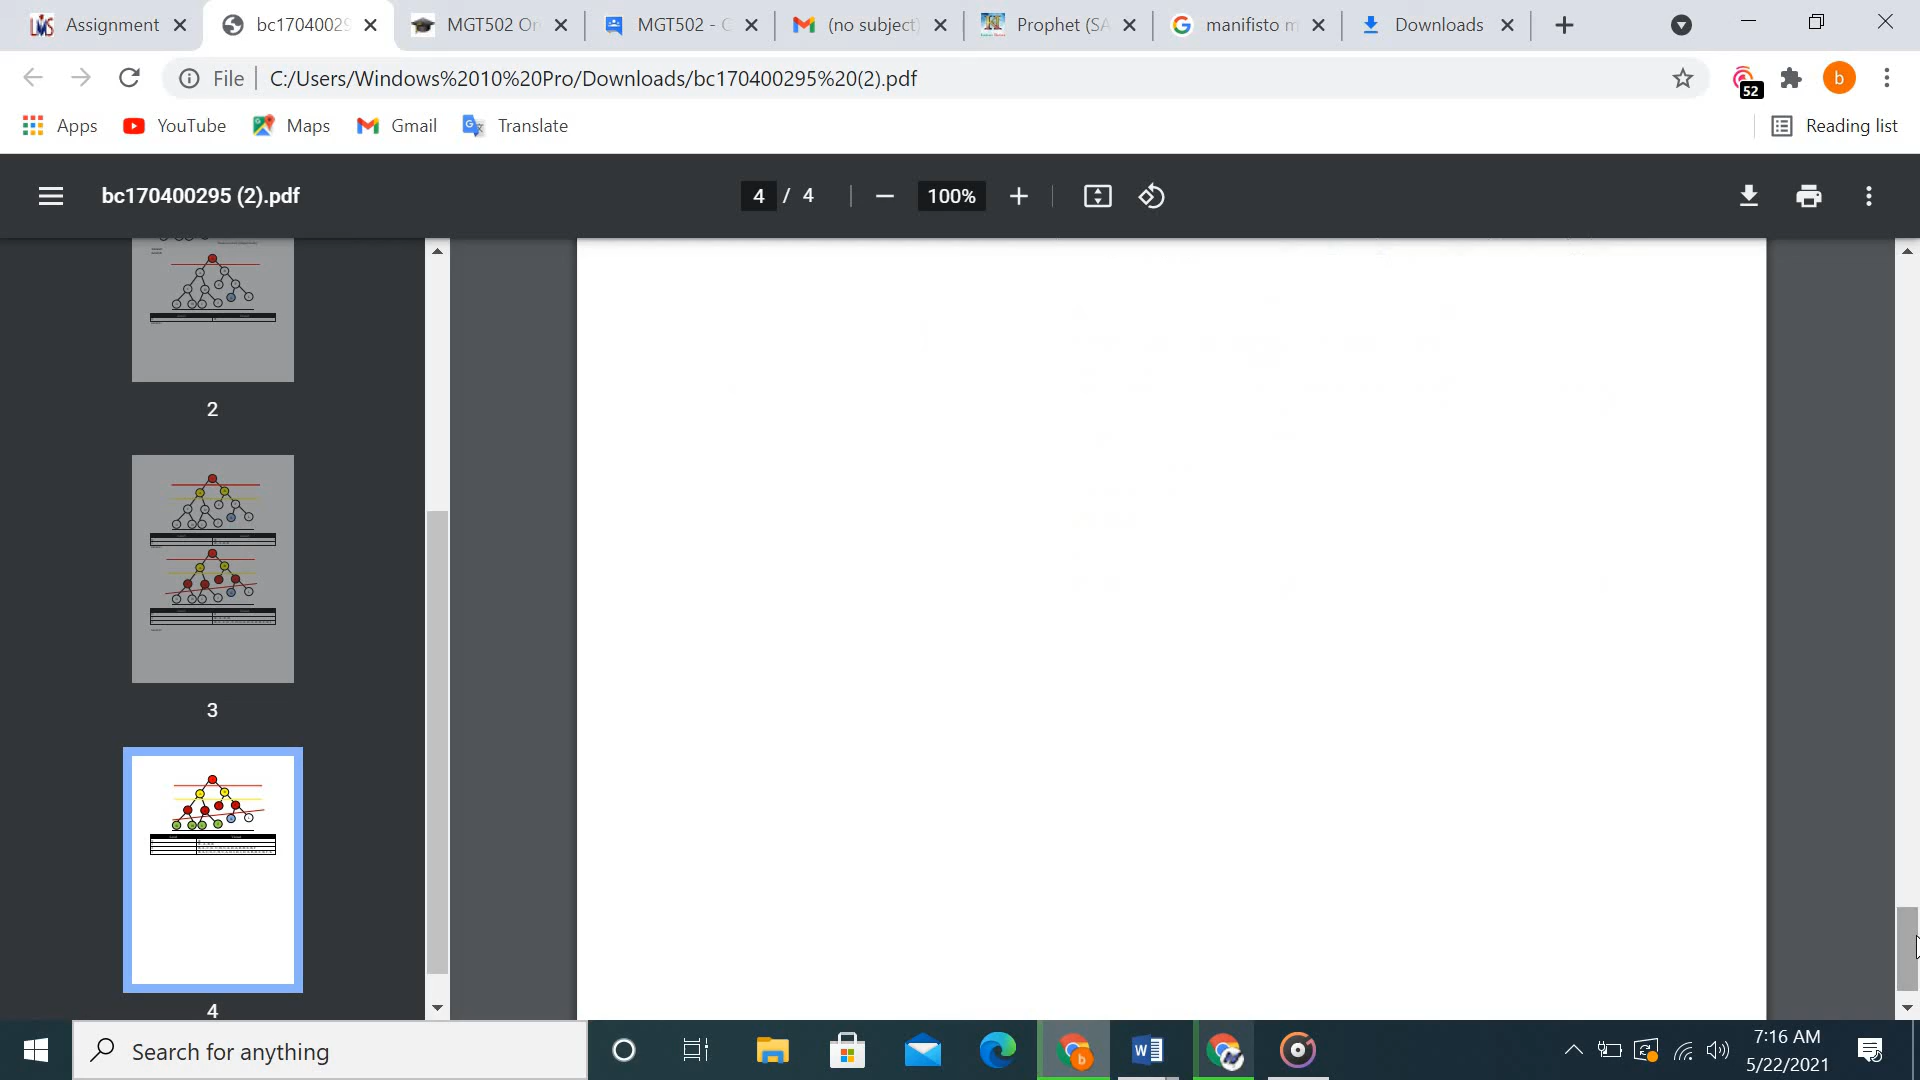 Assignment
bc17040029
MGT502 On
MGT502 - C
(no subject)
Prophet (SA
manifisto m
Downloads
File
C:/Users/Windows%2010%20Pro/Downloads/bc170400295%20(2).pdf
52
b
Apps
YouTube
Maps
Gmail
Translate
Reading list
bc170400295 (2).pdf
4 / 4
100%
2
3
4
Search for anything
7:16 AM
5/22/2021